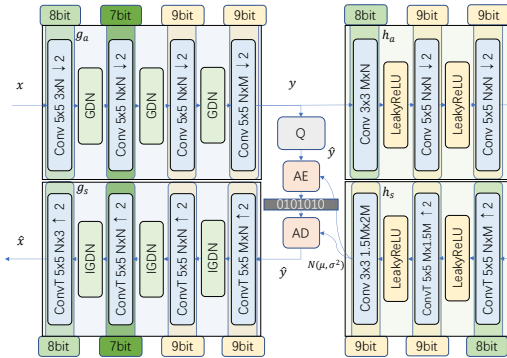 8bit 7bit 9bit 9bit 8bit 9bit 9bit
g_a
h_a
x
Conv 5x5 3xN ↓ 2
GDN
Conv 5x5 NxN ↓ 2
GDN
Conv 5x5 NxN ↓ 2
GDN
Conv 5x5 NxM ↓ 2
y
Conv 3x3 MxN
LeakyReLU
Conv 5x5 NxN ↓ 2
LeakyReLU
Conv 5x5 NxN ↓ 2
Q
ŷ
AE
0101010
AD
N(μ, σ²)
ŷ
g_s
h_s
x̂
ConvT 5x5 Nx3 ↑ 2
IGDN
ConvT 5x5 NxN ↑ 2
IGDN
ConvT 5x5 NxN ↑ 2
IGDN
ConvT 5x5 MxN ↑ 2
Conv 3x3 1.5Mx2M
LeakyReLU
ConvT 5x5 Mx1.5M ↑ 2
LeakyReLU
ConvT 5x5 NxM ↑ 2
8bit 7bit 9bit 9bit 9bit 9bit 8bit